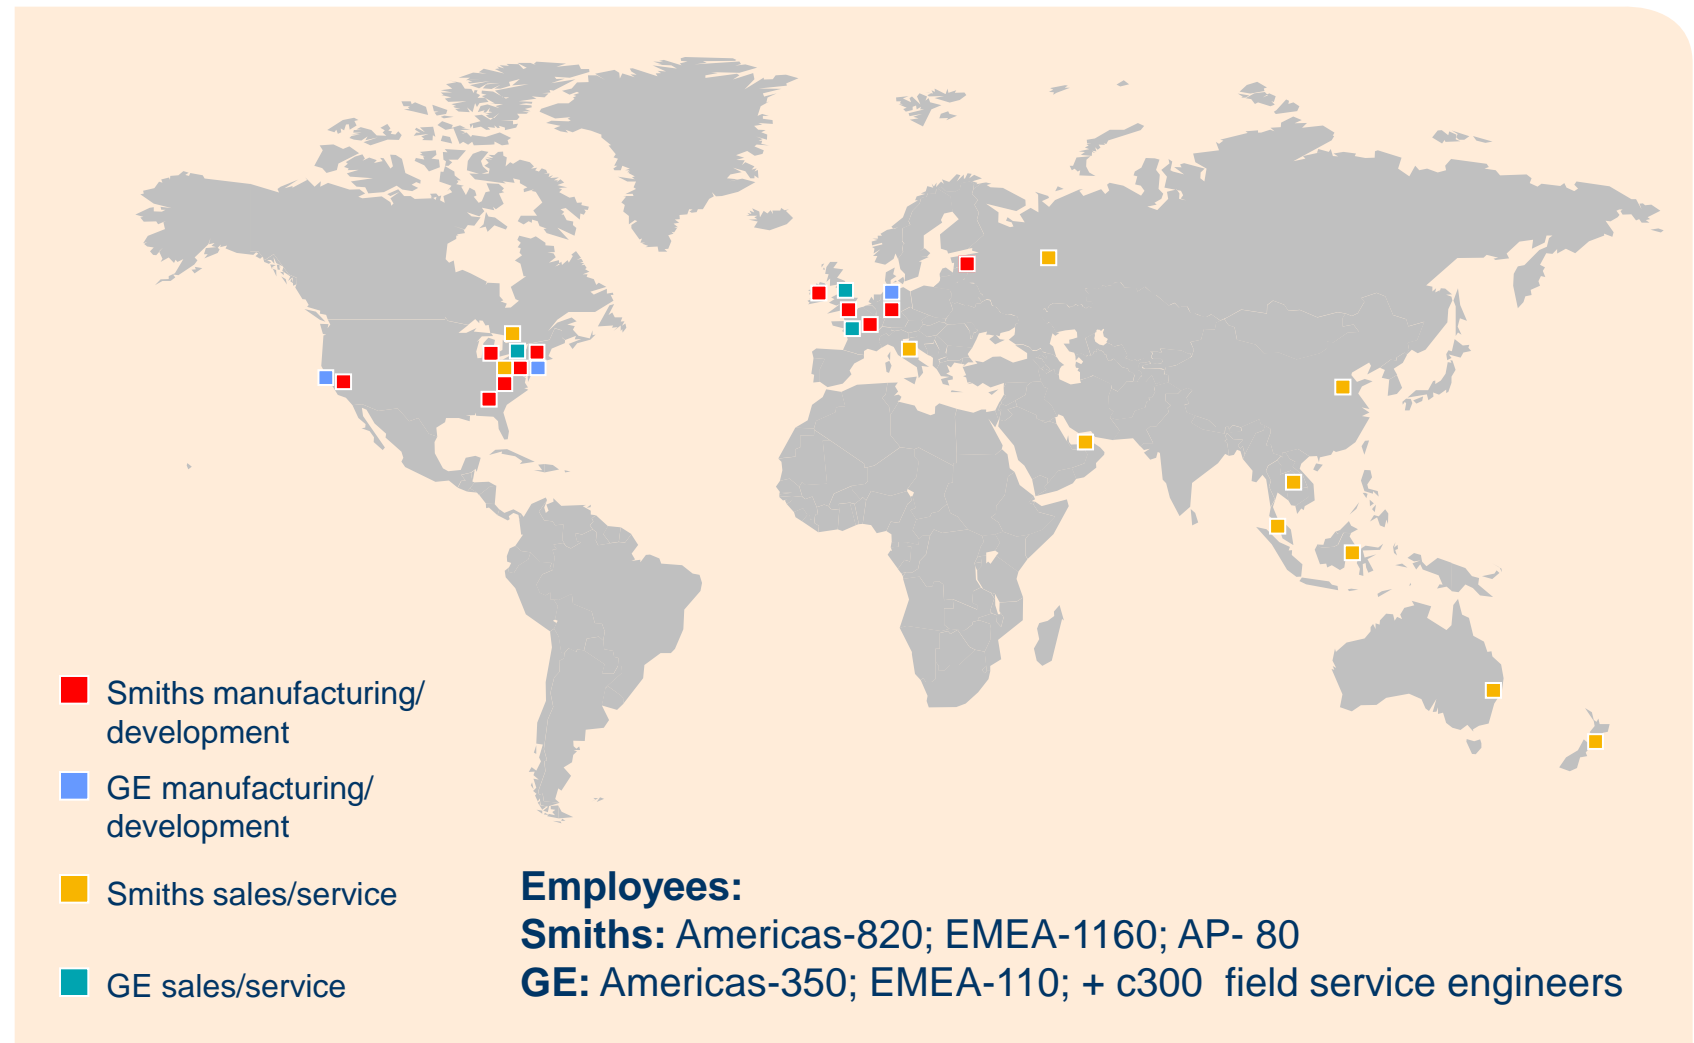 Smiths manufacturing/
development
GE manufacturing/
development
Smiths sales/service
GE sales/service
Employees:
Smiths: Americas-820; EMEA-1160; AP- 80
GE: Americas-350; EMEA-110; + c300  field service engineers